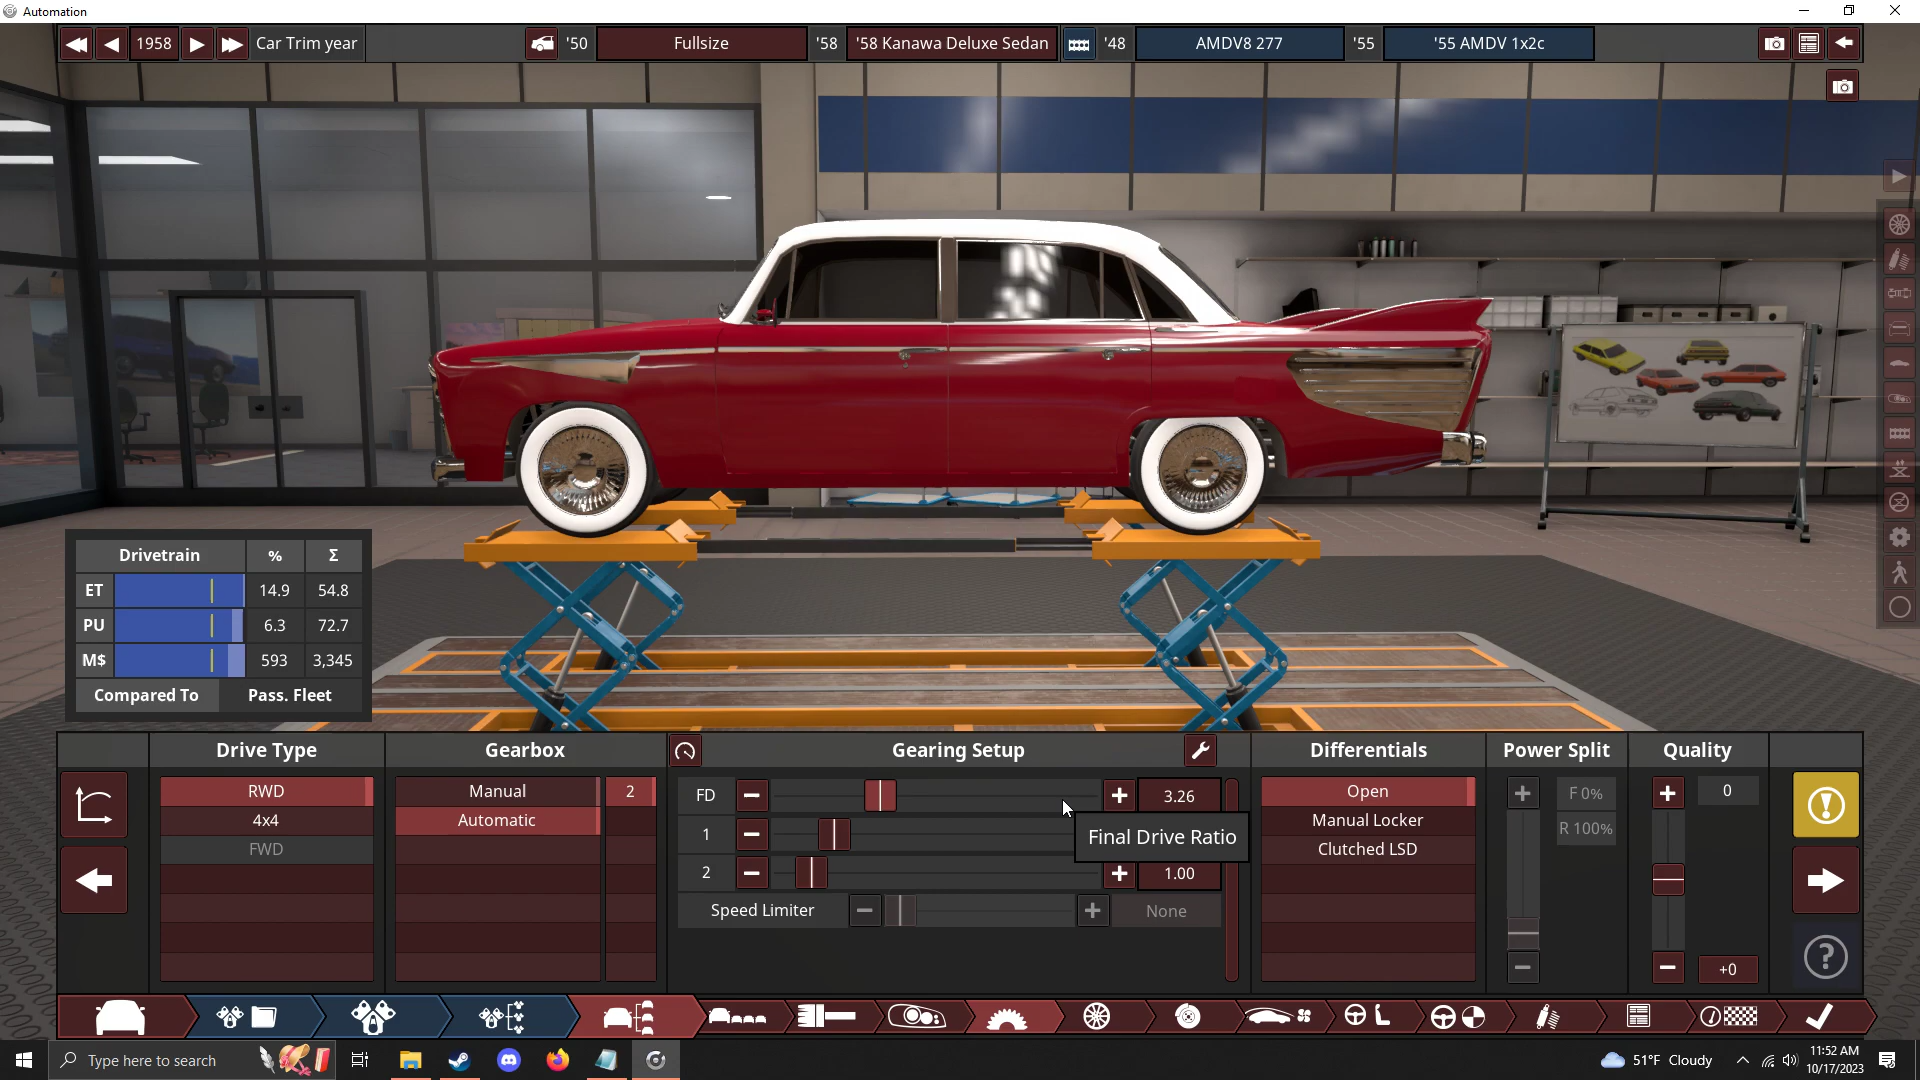 Automation
1958 Car Trim year '50 Fullsize '58 '58 Kanawa Deluxe Sedan '48 AMDV8 277 '55 '55 AMDV 1x2c
Drivetrain % Σ
ET 14.9 54.8
PU 6.3 72.7
M$ 593 3,345
Compared To Pass. Fleet
Drive Type
RWD
4x4
FWD
Gearbox
Manual 2
Automatic
Gearing Setup
FD 3.26
1
Final Drive Ratio
2 1.00
Speed Limiter None
Differentials
Open
Manual Locker
Clutched LSD
Power Split
F 0%
R 100%
Quality
0
+0
Type here to search
51°F Cloudy
11:52 AM
10/17/2023